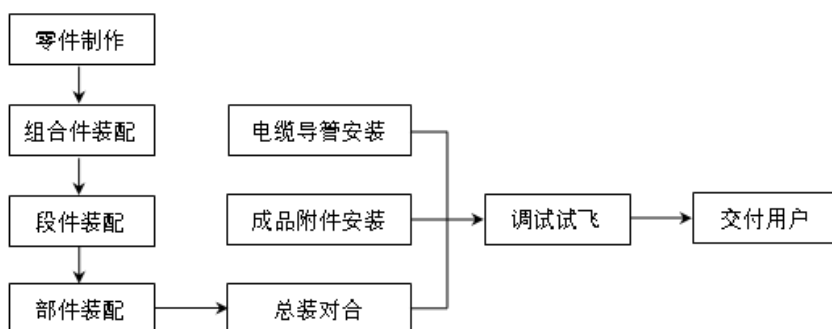 零件制作
组合件装配
电缆导管安装
段件装配
成品附件安装
调试试飞
交付用户
部件装配
总装对合